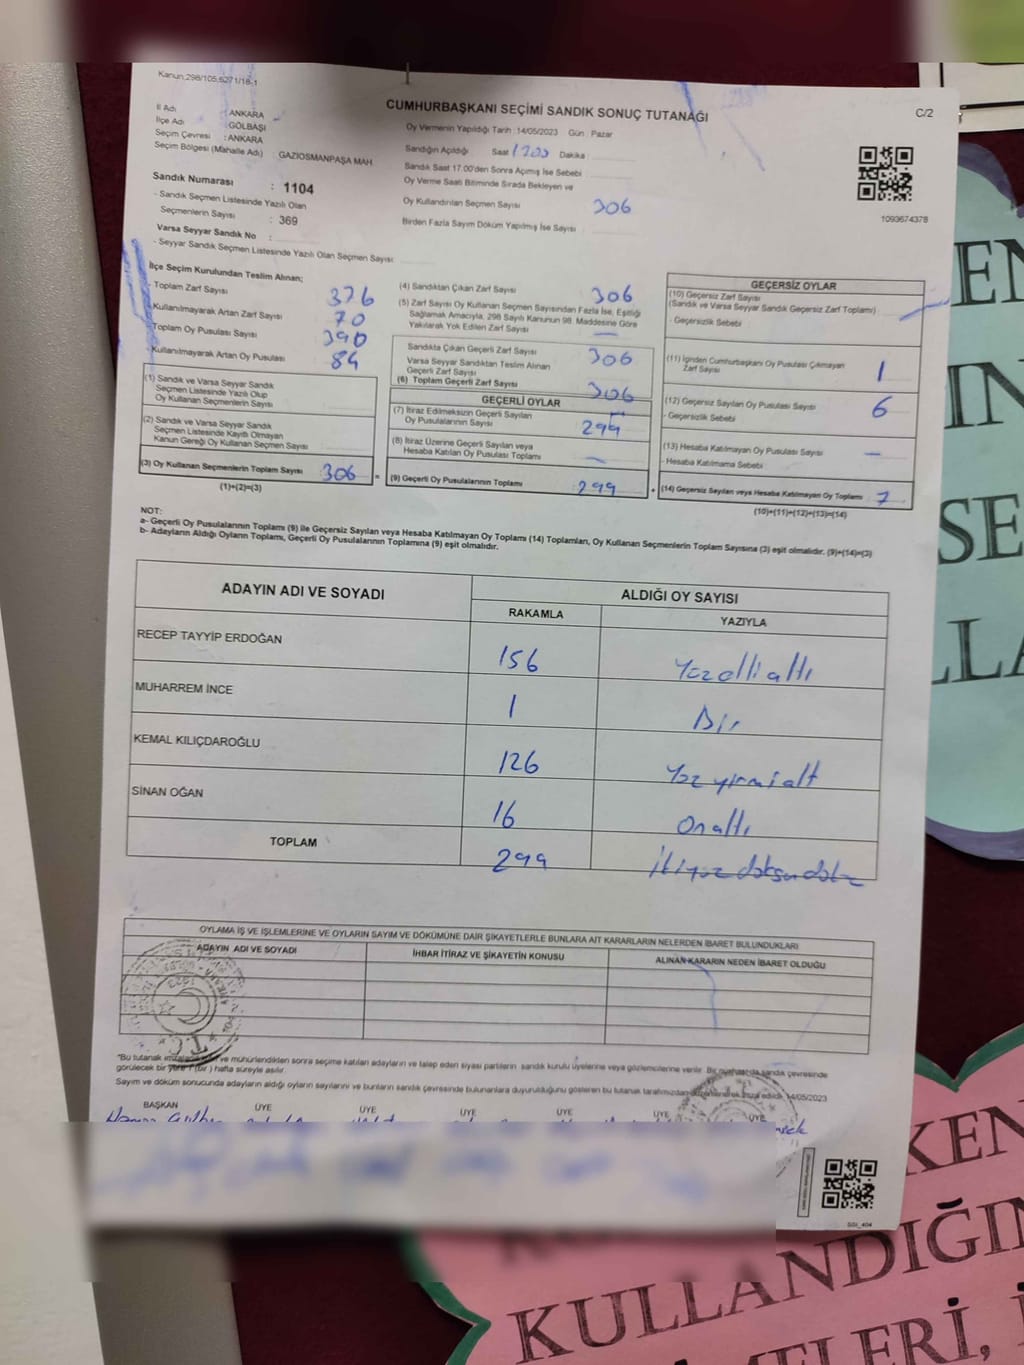 Kanun,298/105,6271/18-1
CUMHURBAŞKANI SEÇİMİ SANDIK SONUÇ TUTANAĞI
C/2
İl Adı : ANKARA
İlçe Adı : GÖLBAŞI
Seçim Çevresi : ANKARA
Seçim Bölgesi (Mahalle Adı) : GAZİOSMANPAŞA MAH.
Sandık Numarası : 1104
- Sandık Seçmen Listesinde Yazılı Olan
Seçmenlerin Sayısı : 369
Varsa Seyyar Sandık No :
- Seyyar Sandık Seçmen Listesinde Yazılı Olan Seçmen Sayısı
Oy Vermenin Yapıldığı Tarih : 14/05/2023 Gün : Pazar
Sandığın Açıldığı Saat Dakika
Sandık Saat 17.00'den Sonra Açımış İse Sebebi
Oy Verme Saati Bitiminde Sırada Bekleyen ve
Oy Kullandırılan Seçmen Sayısı 306
Birden Fazla Sayım Döküm Yapılmış İse Sayısı
1093674378
İlçe Seçim Kurulundan Teslim Alınan;
- Toplam Zarf Sayısı 376
- Kullanılmayarak Artan Zarf Sayısı 70
- Toplam Oy Pusulası Sayısı 390
- Kullanılmayarak Artan Oy Pusulası 84
(1) Sandık ve Varsa Seyyar Sandık
Seçmen Listesinde Yazılı Olup
Oy Kullanan Seçmenlerin Sayısı
(2) Sandık ve Varsa Seyyar Sandık
Seçmen Listesinde Kayıtlı Olmayan
Kanun Gereği Oy Kullanan Seçmen Sayısı
(3) Oy Kullanan Seçmenlerin Toplam Sayısı 306 =
(1)+(2)=(3)
(4) Sandıktan Çıkan Zarf Sayısı 306
(5) Zarf Sayısı Oy Kullanan Seçmen Sayısından Fazla İse, Eşitliği
Sağlamak Amacıyla, 298 Sayılı Kanunun 98. Maddesine Göre
Yakılarak Yok Edilen Zarf Sayısı —
Sandıkta Çıkan Geçerli Zarf Sayısı 306
Varsa Seyyar Sandıktan Teslim Alınan
Geçerli Zarf Sayısı
(6) Toplam Geçerli Zarf Sayısı 306
GEÇERLİ OYLAR
(7) İtiraz Edilmeksizin Geçerli Sayılan
Oy Pusulalarının Sayısı 299
(8) İtiraz Üzerine Geçerli Sayılan veya
Hesaba Katılan Oy Pusulası Toplamı —
(9) Geçerli Oy Pusulalarının Toplamı 299 +
GEÇERSİZ OYLAR
(10) Geçersiz Zarf Sayısı
(Sandık ve Varsa Seyyar Sandık Geçersiz Zarf Toplamı)
- Geçersizlik Sebebi
(11) İçinden Cumhurbaşkanı Oy Pusulası Çıkmayan
Zarf Sayısı 1
(12) Geçersiz Sayılan Oy Pusulası Sayısı 6
- Geçersizlik Sebebi
(13) Hesaba Katılmayan Oy Pusulası Sayısı —
- Hesaba Katılmama Sebebi
(14) Geçersiz Sayılan veya Hesaba Katılmayan Oy Toplamı 7
(10)+(11)+(12)+(13)=(14)
NOT:
a- Geçerli Oy Pusulalarının Toplamı (9) ile Geçersiz Sayılan veya Hesaba Katılmayan Oy Toplamı (14) Toplamları, Oy Kullanan Seçmenlerin Toplam Sayısına (3) eşit olmalıdır. (9)+(14)=(3)
b- Adayların Aldığı Oyların Toplamı, Geçerli Oy Pusulalarının Toplamına (9) eşit olmalıdır.
ADAYIN ADI VE SOYADI ALDIĞI OY SAYISI
RAKAMLA YAZIYLA
RECEP TAYYİP ERDOĞAN 156 Yüzelli altı
MUHARREM İNCE 1 Bir
KEMAL KILIÇDAROĞLU 126 Yüz yirmi altı
SİNAN OĞAN 16 Onaltı
TOPLAM 299 İkiyüz doksandokuz
OYLAMA İŞ VE İŞLEMLERİNE VE OYLARIN SAYIM VE DÖKÜMÜNE DAİR ŞİKAYETLERLE BUNLARA AİT KARARLARIN NELERDEN İBARET BULUNDUKLARI
ADAYIN ADI VE SOYADI İHBAR İTİRAZ VE ŞİKAYETİN KONUSU ALINAN KARARIN NEDEN İBARET OLDUĞU
T.C.
"Bu tutanak ve mühürlendikten sonra seçime katılan adayların ve talep eden siyasi partilerin sandık kurulu üyelerine veya gözlemcilerine verilir. Bir sandık çevresinde
görülecek bir yere 1 (bir) hafta süreyle asılır.
Sayım ve döküm sonucunda adayların aldığı oyların sayılarını ve bunların sandık çevresinde bulunanlara duyurulduğunu gösteren bu tutanak tarafımızdan 14/05/2023
BAŞKAN ÜYE ÜYE ÜYE ÜYE ÜYE ÜYE
SGİ_404
EN
IN
SE
LLA
KEN
KULLANDIĞIN
MELERİ, İ